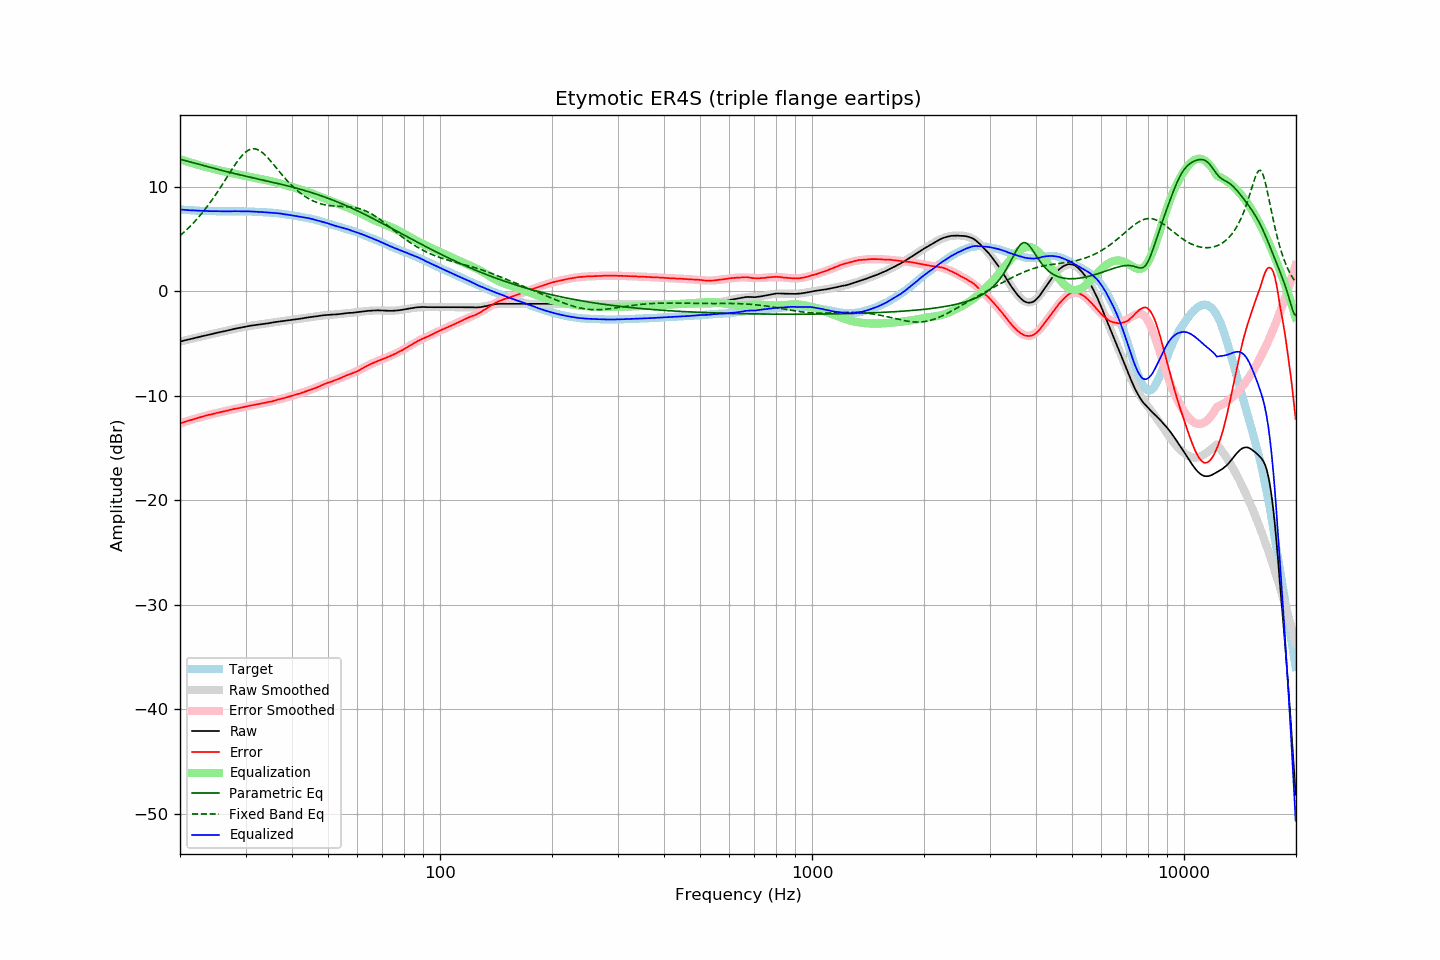 Etymotic ER4S (triple flange eartips)
Amplitude (dBr)
10
0
−10
−20
−30
−40
−50
Target
Raw Smoothed
Error Smoothed
Raw
Error
Equalization
Parametric Eq
Fixed Band Eq
Equalized
100
1000
10000
Frequency (Hz)